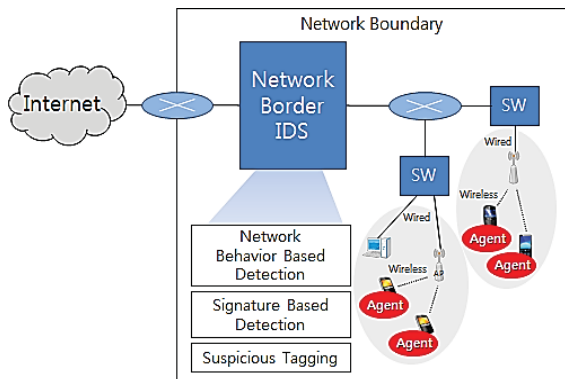 Network Boundary
Internet
Network
Border
IDS
SW
Wired
Wireless
Agent
Agent
SW
Wired
Wireless
AP
Agent
Agent
Network
Behavior Based
Detection
Signature Based
Detection
Suspicious Tagging